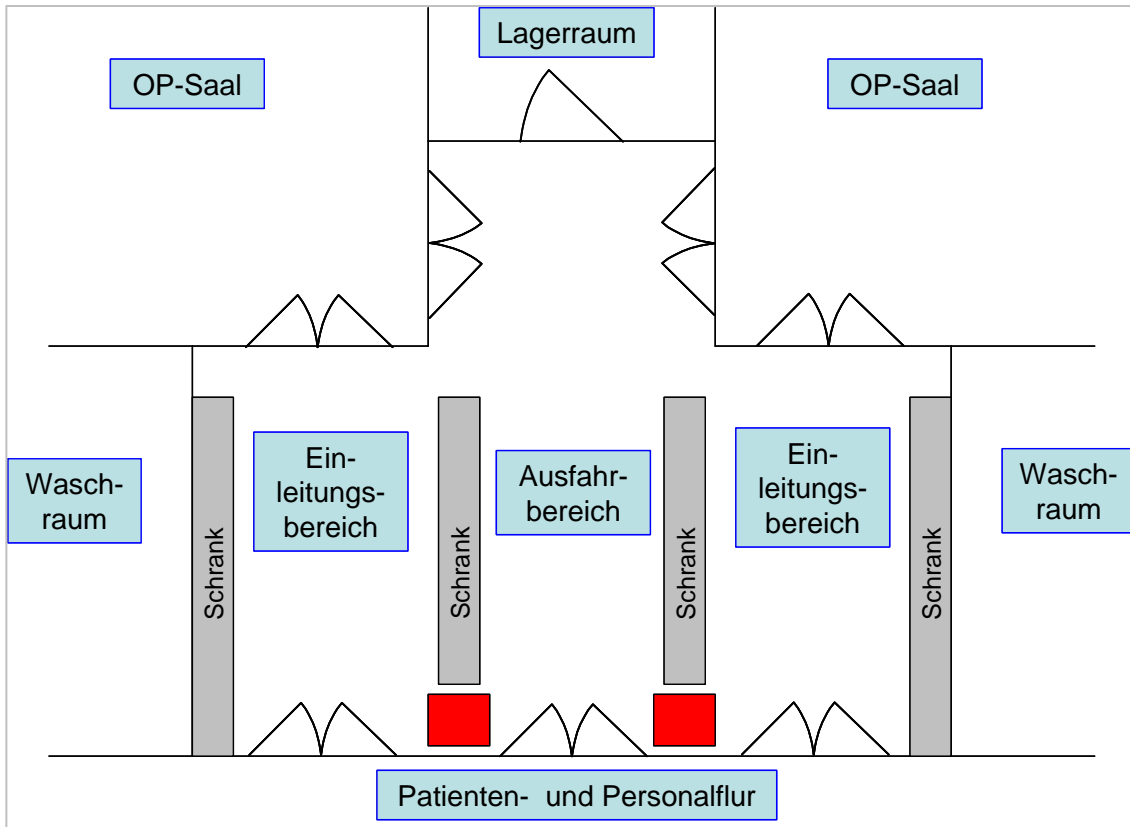 Lagerraum
OP-Saal
OP-Saal
Ein-
leitungs-
bereich
Ausfahr-
bereich
Ein-
leitungs-
bereich
Wasch-
raum
Wasch-
raum
Schrank
Schrank
Schrank
Schrank
Patienten- und Personalflur